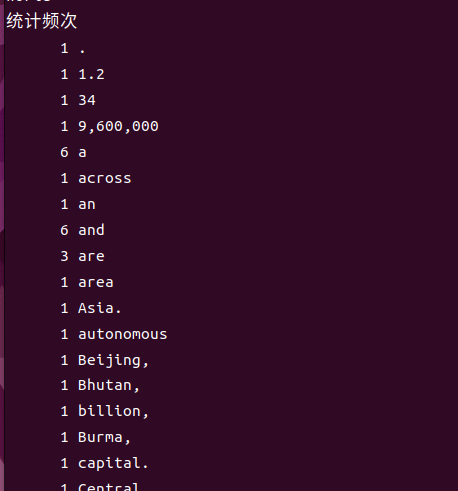 统计频次
1 .
1 1.2
1 34
1 9,600,000
6 a
1 across
1 an
6 and
3 are
1 area
1 Asia.
1 autonomous
1 Beijing,
1 Bhutan,
1 billion,
1 Burma,
1 capital.
1 Central